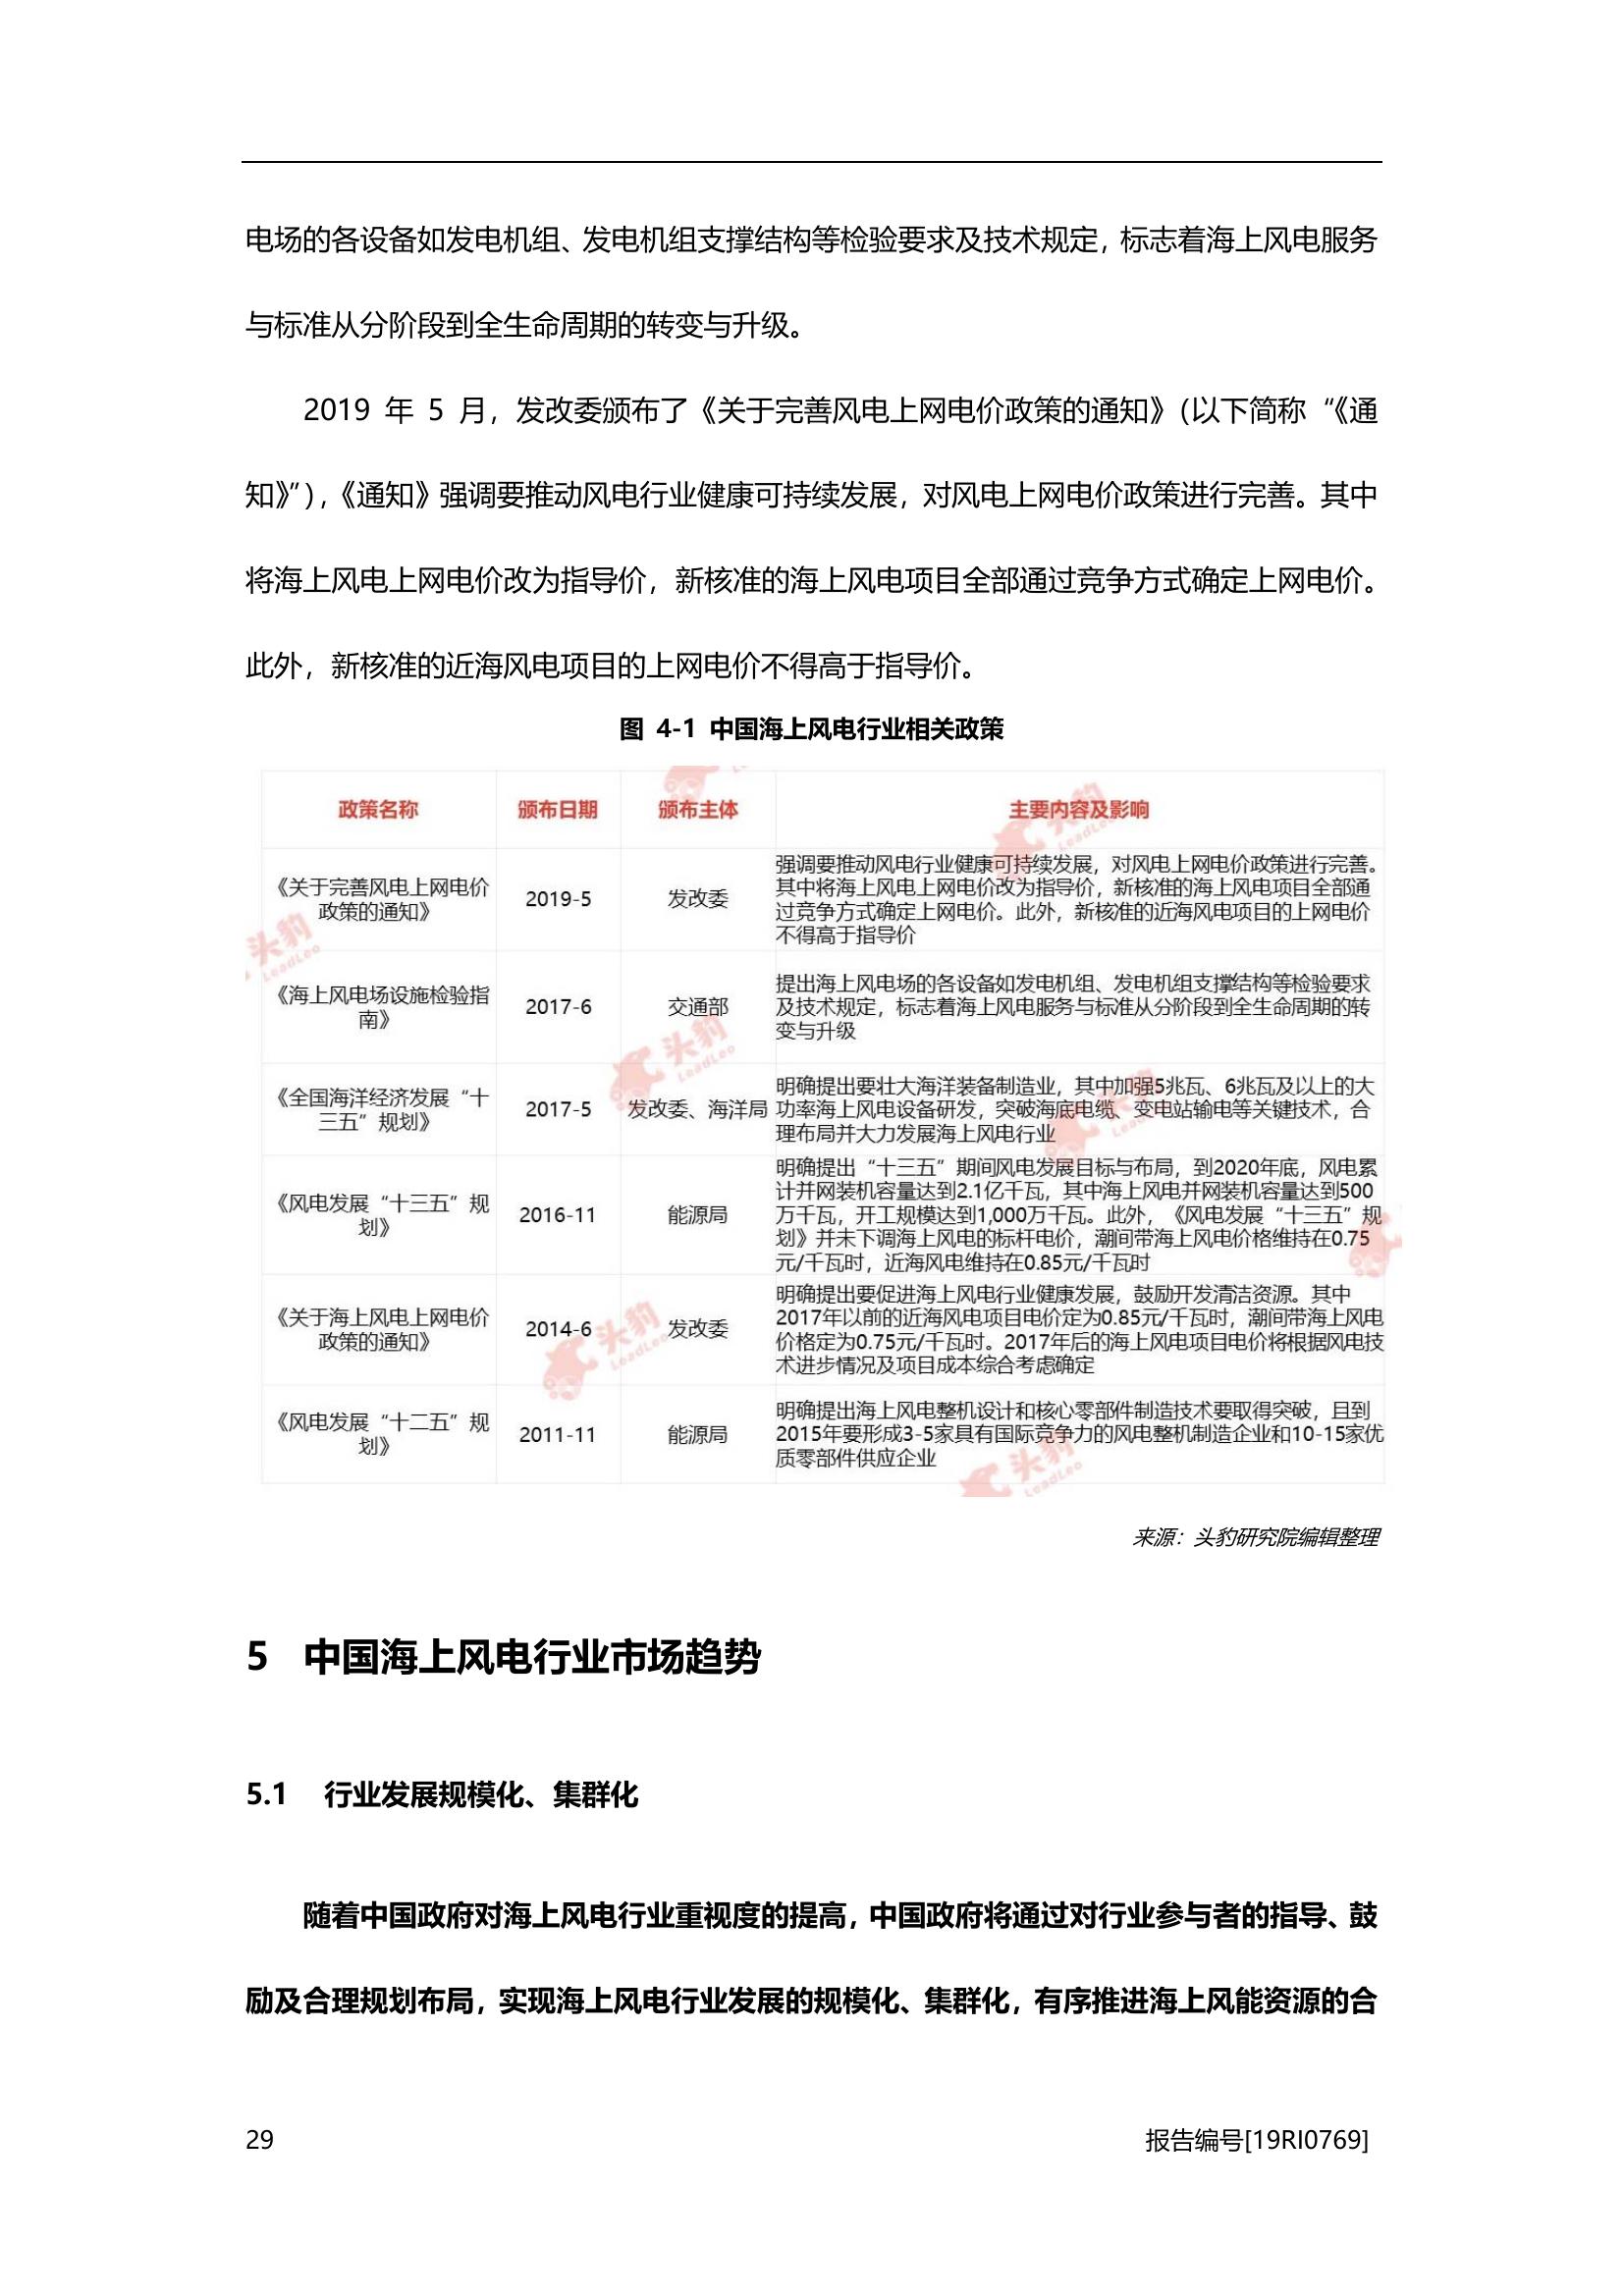 电场的各设备如发电机组、发电机组支撑结构等检验要求及技术规定，标志着海上风电服务
与标准从分阶段到全生命周期的转变与升级。
2019 年 5 月，发改委颁布了《关于完善风电上网电价政策的通知》（以下简称“《通
知》”），《通知》强调要推动风电行业健康可持续发展，对风电上网电价政策进行完善。其中
将海上风电上网电价改为指导价，新核准的海上风电项目全部通过竞争方式确定上网电价。
此外，新核准的近海风电项目的上网电价不得高于指导价。
图 4-1 中国海上风电行业相关政策
政策名称 颁布日期 颁布主体 主要内容及影响
《关于完善风电上网电价
政策的通知》
2019-5
发改委
强调要推动风电行业健康可持续发展，对风电上网电价政策进行完善。
其中将海上风电上网电价改为指导价，新核准的海上风电项目全部通
过竞争方式确定上网电价。此外，新核准的近海风电项目的上网电价
不得高于指导价
《海上风电场设施检验指
南》
2017-6
交通部
提出海上风电场的各设备如发电机组、发电机组支撑结构等检验要求
及技术规定，标志着海上风电服务与标准从分阶段到全生命周期的转
变与升级
《全国海洋经济发展“十
三五”规划》
2017-5
发改委、海洋局
明确提出要壮大海洋装备制造业，其中加强5兆瓦、6兆瓦及以上的大
功率海上风电设备研发，突破海底电缆、变电站输电等关键技术，合
理布局并大力发展海上风电行业
《风电发展“十三五”规
划》
2016-11
能源局
明确提出“十三五”期间风电发展目标与布局，到2020年底，风电累
计并网装机容量达到2.1亿千瓦，其中海上风电并网装机容量达到500
万千瓦，开工规模达到1,000万千瓦。此外，《风电发展“十三五”规
划》并未下调海上风电的标杆电价，潮间带海上风电价格维持在0.75
元/千瓦时，近海风电维持在0.85元/千瓦时
《关于海上风电上网电价
政策的通知》
2014-6
发改委
明确提出要促进海上风电行业健康发展，鼓励开发清洁资源。其中
2017年以前的近海风电项目电价定为0.85元/千瓦时，潮间带海上风电
价格定为0.75元/千瓦时。2017年后的海上风电项目电价将根据风电技
术进步情况及项目成本综合考虑确定
《风电发展“十二五”规
划》
2011-11
能源局
明确提出海上风电整机设计和核心零部件制造技术要取得突破，且到
2015年要形成3-5家具有国际竞争力的风电整机制造企业和10-15家优
质零部件供应企业
头豹
LeadLeo
来源：头豹研究院编辑整理
5 中国海上风电行业市场趋势
5.1 行业发展规模化、集群化
随着中国政府对海上风电行业重视度的提高，中国政府将通过对行业参与者的指导、鼓
励及合理规划布局，实现海上风电行业发展的规模化、集群化，有序推进海上风能资源的合
29 报告编号[19RI0769]